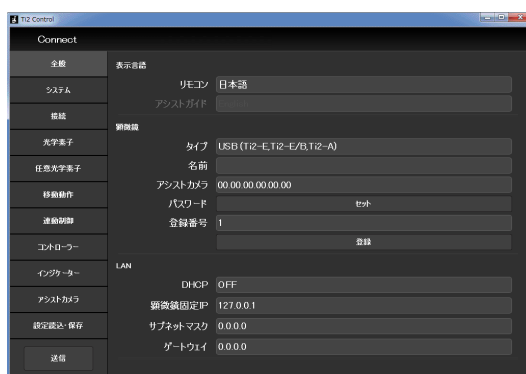 Ti2 Control
Connect
全般
システム
接続
光学素子
任意光学素子
移動動作
連動制御
コントローラー
インジケーター
アシストカメラ
設定読込・保存
送信
表示言語
リモコン 日本語
アシストガイド
顕微鏡
タイプ USB (Ti2-E,Ti2-E/B,Ti2-A)
名前
アシストカメラ 00.00.00.00.00.00
パスワード セット
登録番号 1
登録
LAN
DHCP OFF
顕微鏡固定IP 127.0.0.1
サブネットマスク 0.0.0.0
ゲートウェイ 0.0.0.0